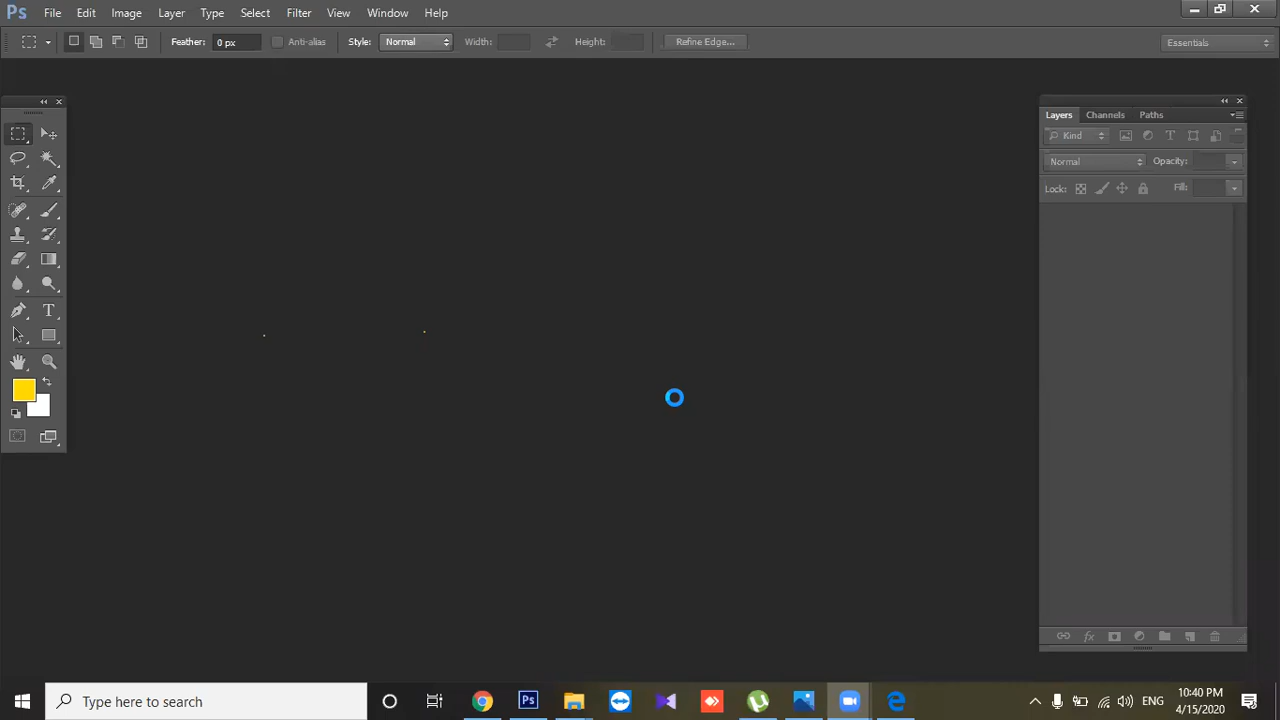 Ps File Edit Image Layer Type Select Filter View Window Help
Feather: 0 px Anti-alias Style: Normal Width: Height: Refine Edge... Essentials
Layers Channels Paths
Kind
Normal Opacity:
Lock: Fill:
T
T
fx
Type here to search
Ps
ENG
10:40 PM
4/15/2020